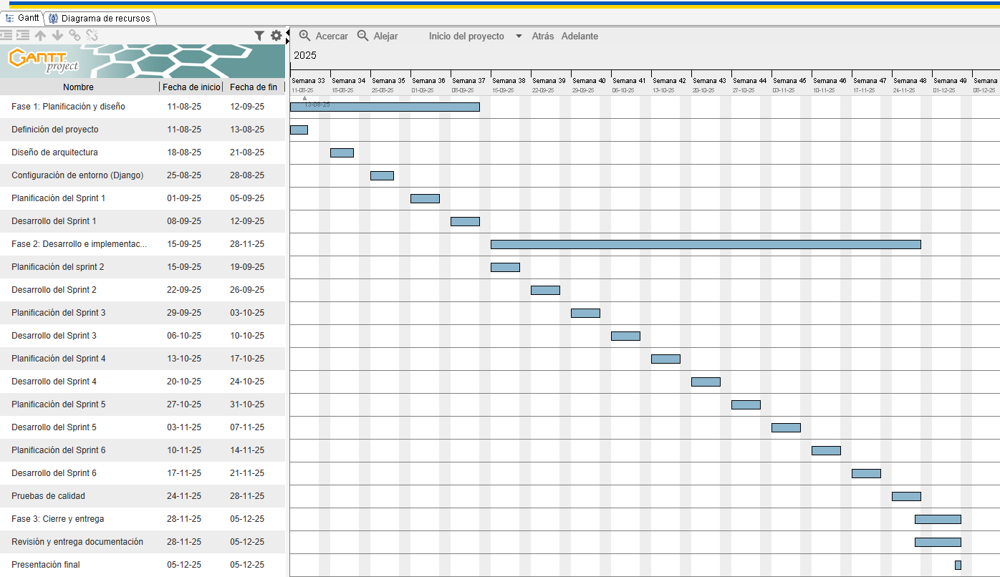 Gantt Diagrama de recursos
Acercar Alejar Inicio del proyecto Atrás Adelante
GANTT project
2025
Nombre Fecha de inicio Fecha de fin
Semana 33 Semana 34 Semana 35 Semana 36 Semana 37 Semana 38 Semana 39 Semana 40 Semana 41 Semana 42 Semana 43 Semana 44 Semana 45 Semana 46 Semana 47 Semana 48 Semana 49 Semana
11-08-25 18-08-25 25-08-25 01-09-25 08-09-25 15-09-25 22-09-25 29-09-25 06-10-25 13-10-25 20-10-25 27-10-25 03-11-25 10-11-25 17-11-25 24-11-25 01-12-25 08-12-25
13-08-25
Fase 1: Planificación y diseño 11-08-25 12-09-25
Definición del proyecto 11-08-25 13-08-25
Diseño de arquitectura 18-08-25 21-08-25
Configuración de entorno (Django) 25-08-25 28-08-25
Planificación del Sprint 1 01-09-25 05-09-25
Desarrollo del Sprint 1 08-09-25 12-09-25
Fase 2: Desarrollo e implementac... 15-09-25 28-11-25
Planificación del sprint 2 15-09-25 19-09-25
Desarrollo del Sprint 2 22-09-25 26-09-25
Planificación del Sprint 3 29-09-25 03-10-25
Desarrollo del Sprint 3 06-10-25 10-10-25
Planificación del Sprint 4 13-10-25 17-10-25
Desarrollo del Sprint 4 20-10-25 24-10-25
Planificación del Sprint 5 27-10-25 31-10-25
Desarrollo del Sprint 5 03-11-25 07-11-25
Planificación del Sprint 6 10-11-25 14-11-25
Desarrollo del Sprint 6 17-11-25 21-11-25
Pruebas de calidad 24-11-25 28-11-25
Fase 3: Cierre y entrega 28-11-25 05-12-25
Revisión y entrega documentación 28-11-25 05-12-25
Presentación final 05-12-25 05-12-25